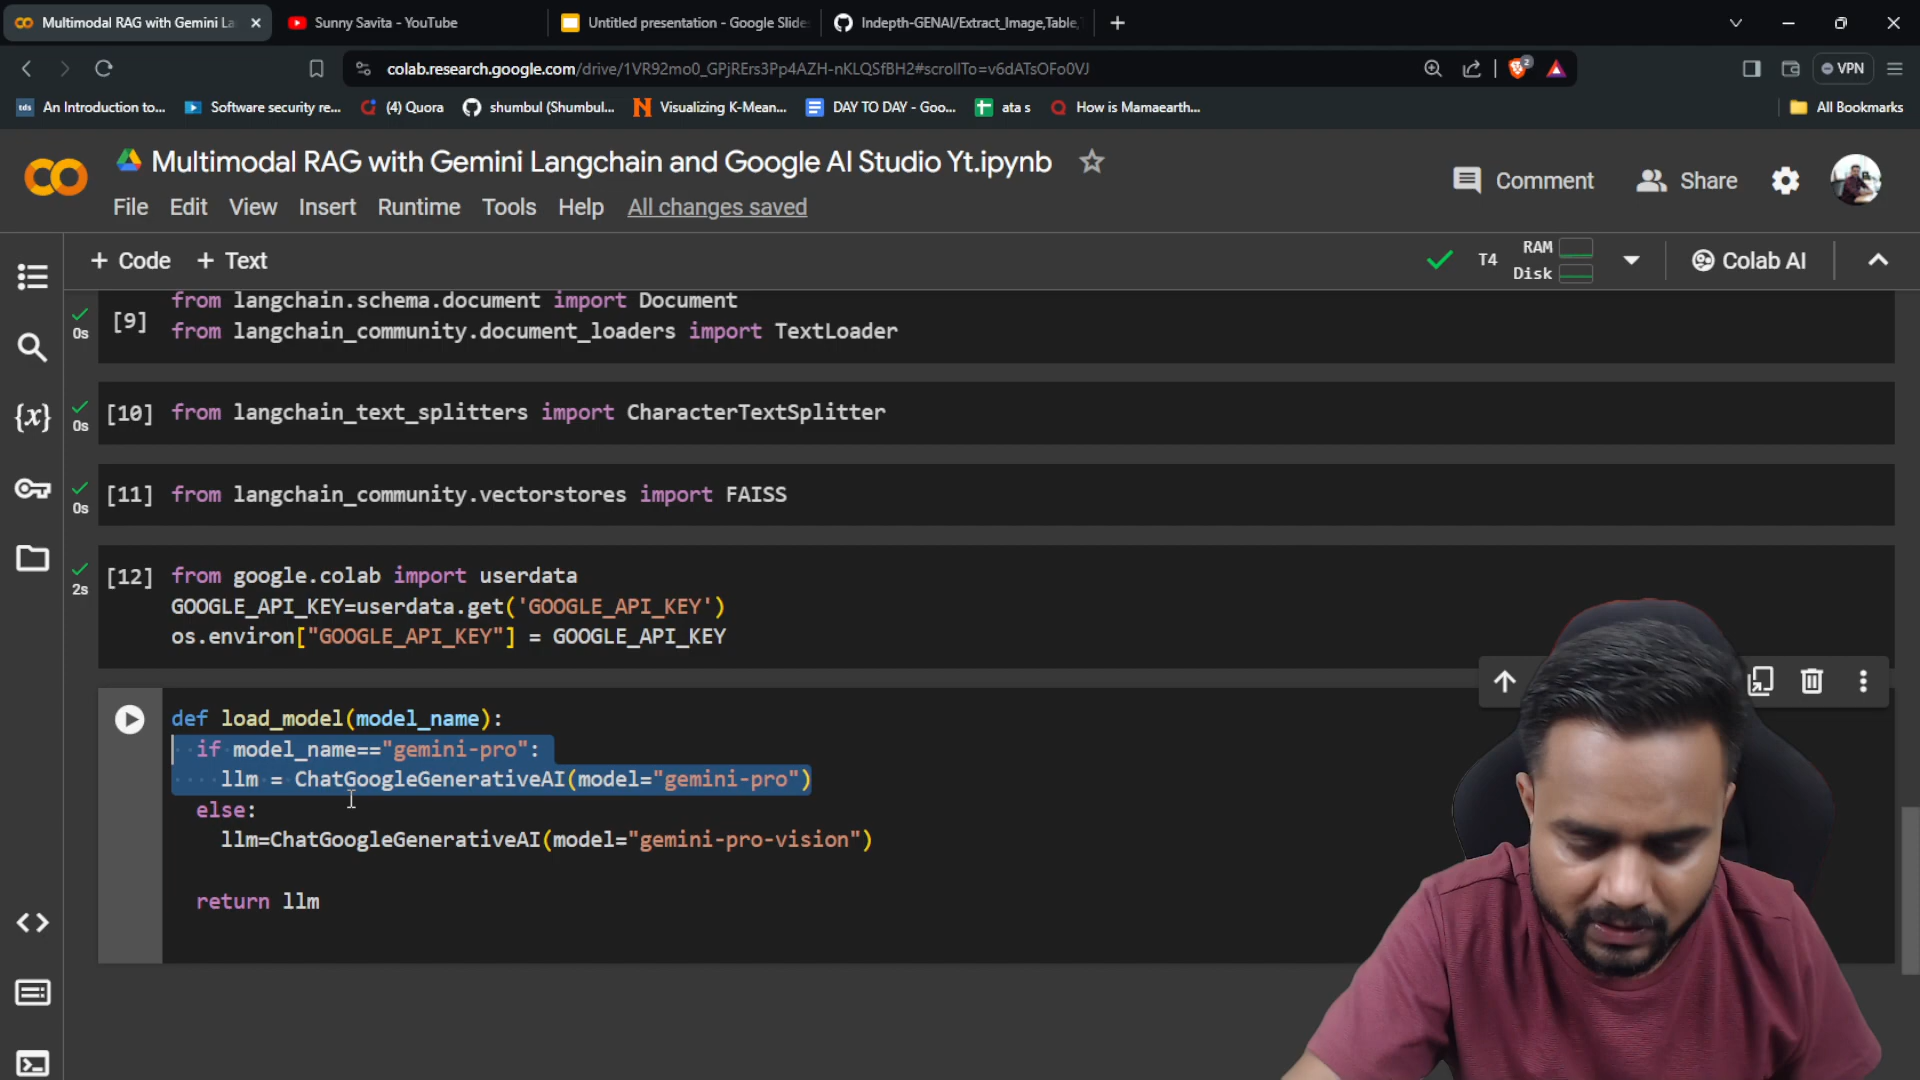 Multimodal RAG with Gemini La
Sunny Savita - YouTube
Untitled presentation - Google Slide
Indepth-GENAI/Extract_Image,Table,
colab.research.google.com/drive/1VR92mo0_GPjRErs3Pp4AZH-nKLQSfBH2#scrollTo=v6dATsOFo0VJ
2
VPN
tds An Introduction to...
Software security re...
(4) Quora
shumbul (Shumbul...
Visualizing K-Mean...
DAY TO DAY - Goo...
ata s
How is Mamaearth...
All Bookmarks
Multimodal RAG with Gemini Langchain and Google AI Studio Yt.ipynb
Comment
Share
File Edit View Insert Runtime Tools Help All changes saved
+ Code + Text
T4
RAM
Disk
Colab AI
from langchain.schema.document import Document
[9] from langchain_community.document_loaders import TextLoader
0s
[10] from langchain_text_splitters import CharacterTextSplitter
0s
[11] from langchain_community.vectorstores import FAISS
0s
[12] from google.colab import userdata
2s
GOOGLE_API_KEY=userdata.get('GOOGLE_API_KEY')
os.environ["GOOGLE_API_KEY"] = GOOGLE_API_KEY
def load_model(model_name):
if model_name=="gemini-pro":
llm = ChatGoogleGenerativeAI(model="gemini-pro")
else:
llm=ChatGoogleGenerativeAI(model="gemini-pro-vision")
return llm